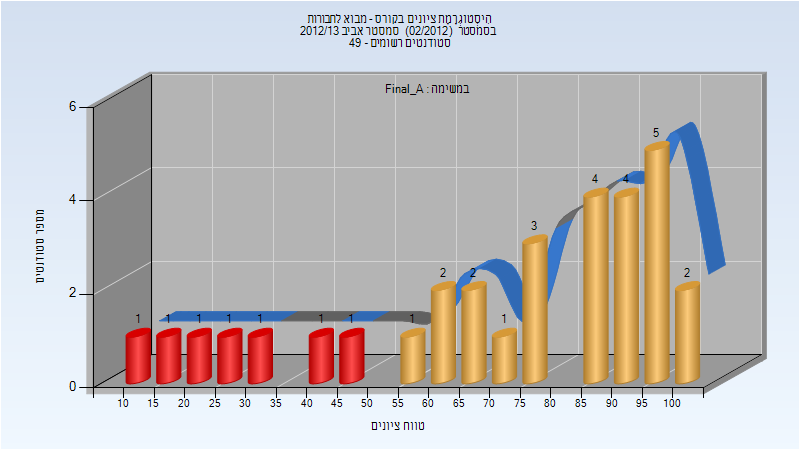 היסטוגרמת ציונים בקורס - מבוא לחבורות
בסמסטר (02/2012) סמסטר אביב 2012/13
סטודנטים רשומים - 49
במשימה : Final_A
מספר סטודנטים
6
4
2
0
1 1 1 1 1 1 1 1 2 2 1 3 4 4 5 2
10 15 20 25 30 35 40 45 50 55 60 65 70 75 80 85 90 95 100
טווח ציונים